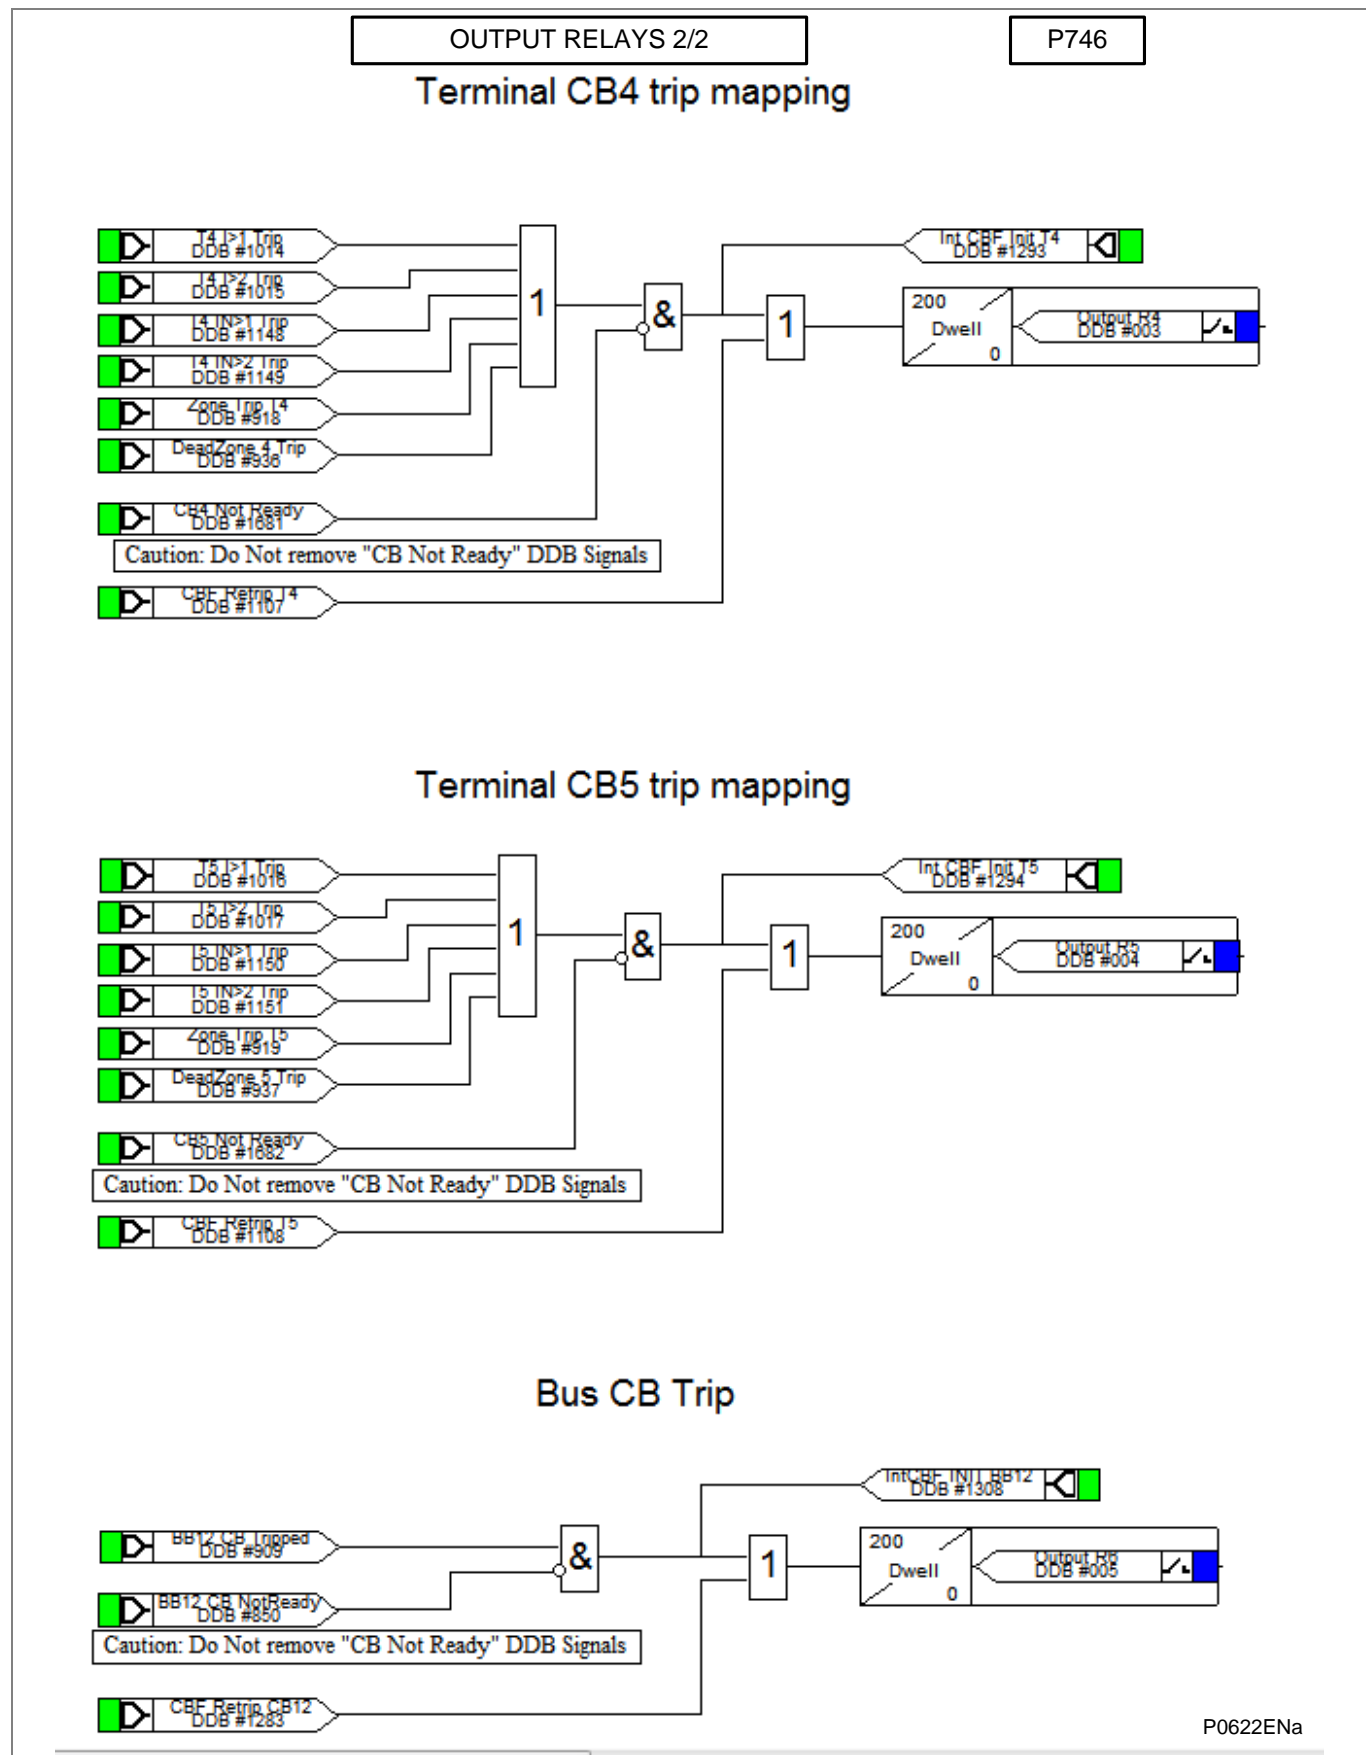 OUTPUT RELAYS 2/2
P746
Terminal CB4 trip mapping
T4 I>1 Trip
DDB #1014
T4 I>2 Trip
DDB #1015
T4 IN>1 Trip
DDB #1148
T4 IN>2 Trip
DDB #1149
Zone Trip T4
DDB #918
DeadZone 4 Trip
DDB #936
CB4 Not Ready
DDB #1681
Caution: Do Not remove "CB Not Ready" DDB Signals
CBF Retrip T4
DDB #1107
1
&
1
Int CBF Init T4
DDB #1293
200
Dwell
0
Output R4
DDB #003
Terminal CB5 trip mapping
T5 I>1 Trip
DDB #1016
T5 I>2 Trip
DDB #1017
T5 IN>1 Trip
DDB #1150
T5 IN>2 Trip
DDB #1151
Zone Trip T5
DDB #919
DeadZone 5 Trip
DDB #937
CB5 Not Ready
DDB #1682
Caution: Do Not remove "CB Not Ready" DDB Signals
CBF Retrip T5
DDB #1108
1
&
1
Int CBF Init T5
DDB #1294
200
Dwell
0
Output R5
DDB #004
Bus CB Trip
BB12 CB Tripped
DDB #909
BB12 CB NotReady
DDB #850
Caution: Do Not remove "CB Not Ready" DDB Signals
CBF Retrip CB12
DDB #1283
&
1
IntCBF INIT BB12
DDB #1308
200
Dwell
0
Output R6
DDB #005
P0622ENa